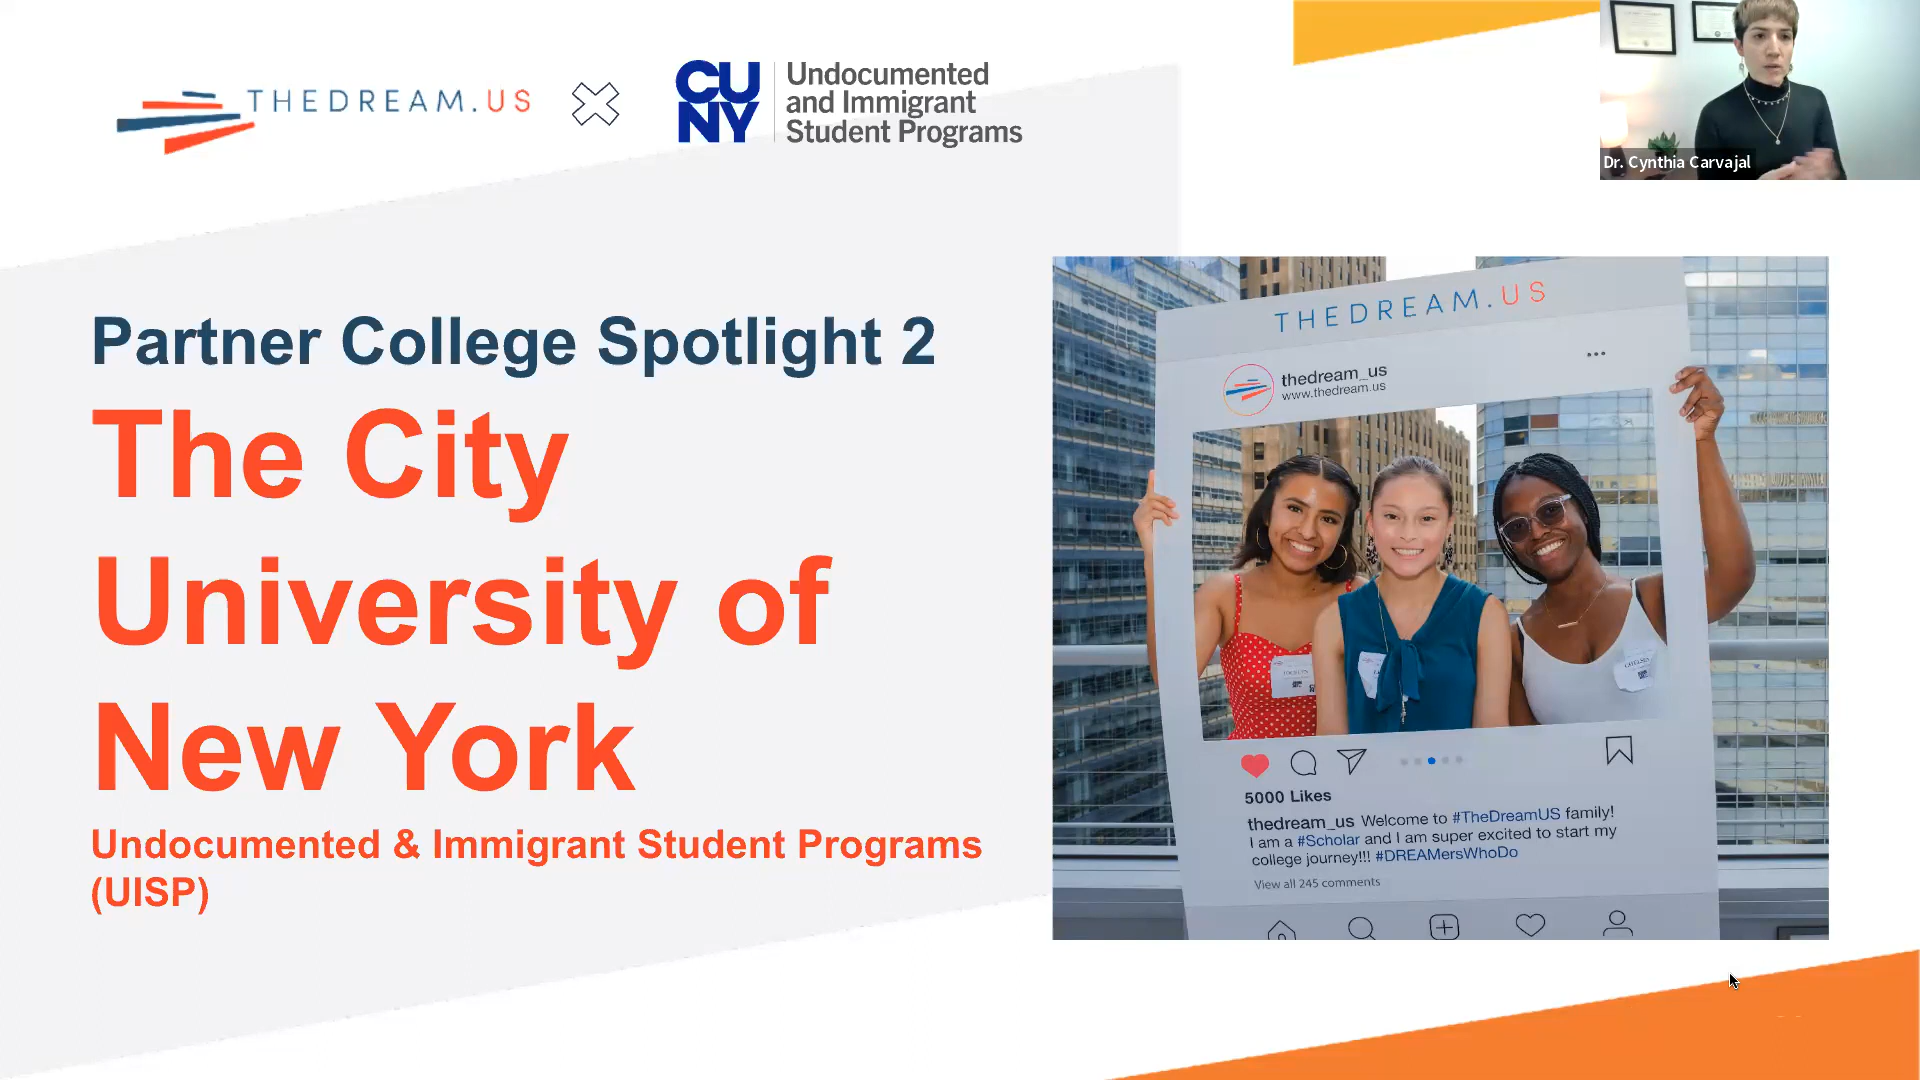 THEDREAM.US
CUNY
Undocumented
and Immigrant
Student Programs
Dr. Cynthia Carvajal
Partner College Spotlight 2
The City
University of
New York
Undocumented & Immigrant Student Programs
(UISP)
THEDREAM.US
thedream_us
www.thedream.us
5000 Likes
thedream_us Welcome to #TheDreamUS family!
I am a #Scholar and I am super excited to start my
college journey!!! #DREAMersWhoDo
View all 245 comments